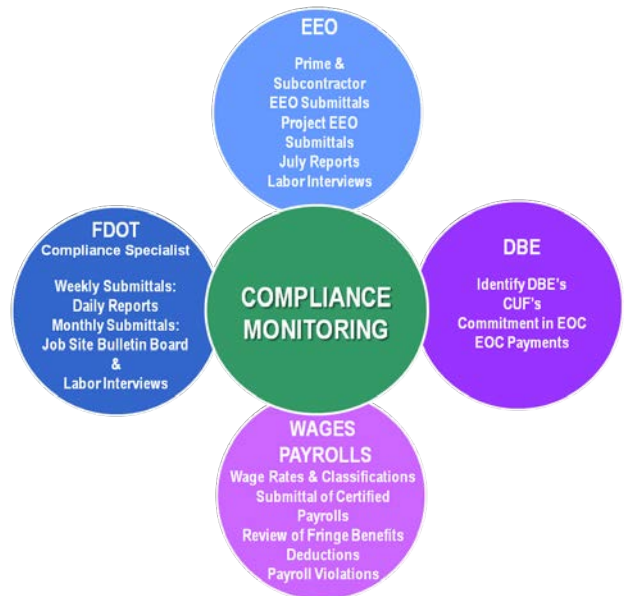 EEO
Prime &
Subcontractor
EEO Submittals
Project EEO
Submittals
July Reports
Labor Interviews
FDOT
Compliance Specialist
Weekly Submittals:
Daily Reports
Monthly Submittals:
Job Site Bulletin Board
&
Labor Interviews
COMPLIANCE
MONITORING
DBE
Identify DBE's
CUF's
Commitment in EOC
EOC Payments
WAGES
PAYROLLS
Wage Rates & Classifications
Submittal of Certified
Payrolls
Review of Fringe Benefits
Deductions
Payroll Violations